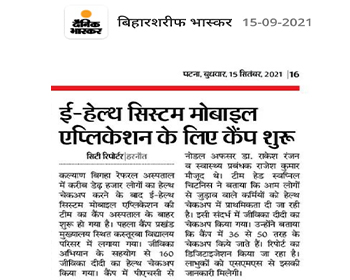 दैनिक
भास्कर
बिहारशरीफ भास्कर 15-09-2021
पटना, बुधवार, 15 सितंबर, 2021 | 16
ई-हेल्थ सिस्टम मोबाइल
एप्लिकेशन के लिए कैंप शुरू
सिटी रिपोर्टर | हरनौत
कल्याण बिगहा रेफरल अस्पताल
में करीब डेढ़ हजार लोगों का हेल्थ
चेकअप करने के बाद ई-हेल्थ
सिस्टम मोबाइल एप्लिकेशन की
टीम का कैंप अस्पताल के बाहर
शुरू हो गया है। पहला कैंप प्रखंड
मुख्यालय स्थित कस्तूरबा विद्यालय
परिसर में लगाया गया। जीविका
अभियान के सहयोग से 160
जीविका दीदी का हेल्थ चेकअप
किया गया। कैंप में पीएचसी से
नोडल अफसर डा. राकेश रंजन
व स्वास्थ्य प्रबंधक राजेश कुमार
मौजूद थे। टीम हेड स्वप्निल
चिटनिस ने बताया कि आम लोगों
से जुड़ाव वाले कर्मियों को हेल्थ
चेकअप में प्राथमिकता दी जा रही
है। इसी संदर्भ में जीविका दीदी का
चेकअप किया गया। उन्होंने बताया
कि कैंप में 36 से 50 तरह के
चेकअप किये जाते हैं। रिपोर्ट का
डिजिटाइजेशन किया जा रहा है।
लाभुकों को एसएमएस से इसकी
जानकारी मिलेगी।